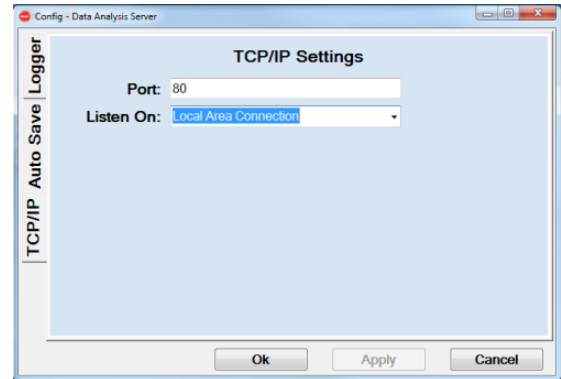 Config - Data Analysis Server
Logger
Auto Save
TCP/IP
TCP/IP Settings
Port: 80
Listen On: Local Area Connection
Ok Apply Cancel